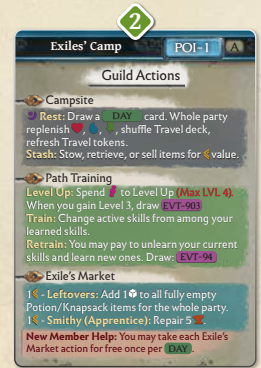 2
Exiles' Camp POI-1 A
Guild Actions
Campsite
Rest: Draw a DAY card. Whole party
replenish , , , shuffle Travel deck,
refresh Travel tokens.
Stash: Stow, retrieve, or sell items for value.
Path Training
Level Up: Spend to Level Up (Max LVL 4).
When you gain Level 3, draw EVT-903
Train: Change active skills from among your
learned skills.
Retrain: You may pay to unlearn your current
skills and learn new ones. Draw: EVT-94
Exile's Market
1 - Leftovers: Add 1 to all fully empty
Potion/Knapsack items for the whole party.
1 - Smithy (Apprentice): Repair 5 .
New Member Help: You may take each Exile's
Market action for free once per DAY .